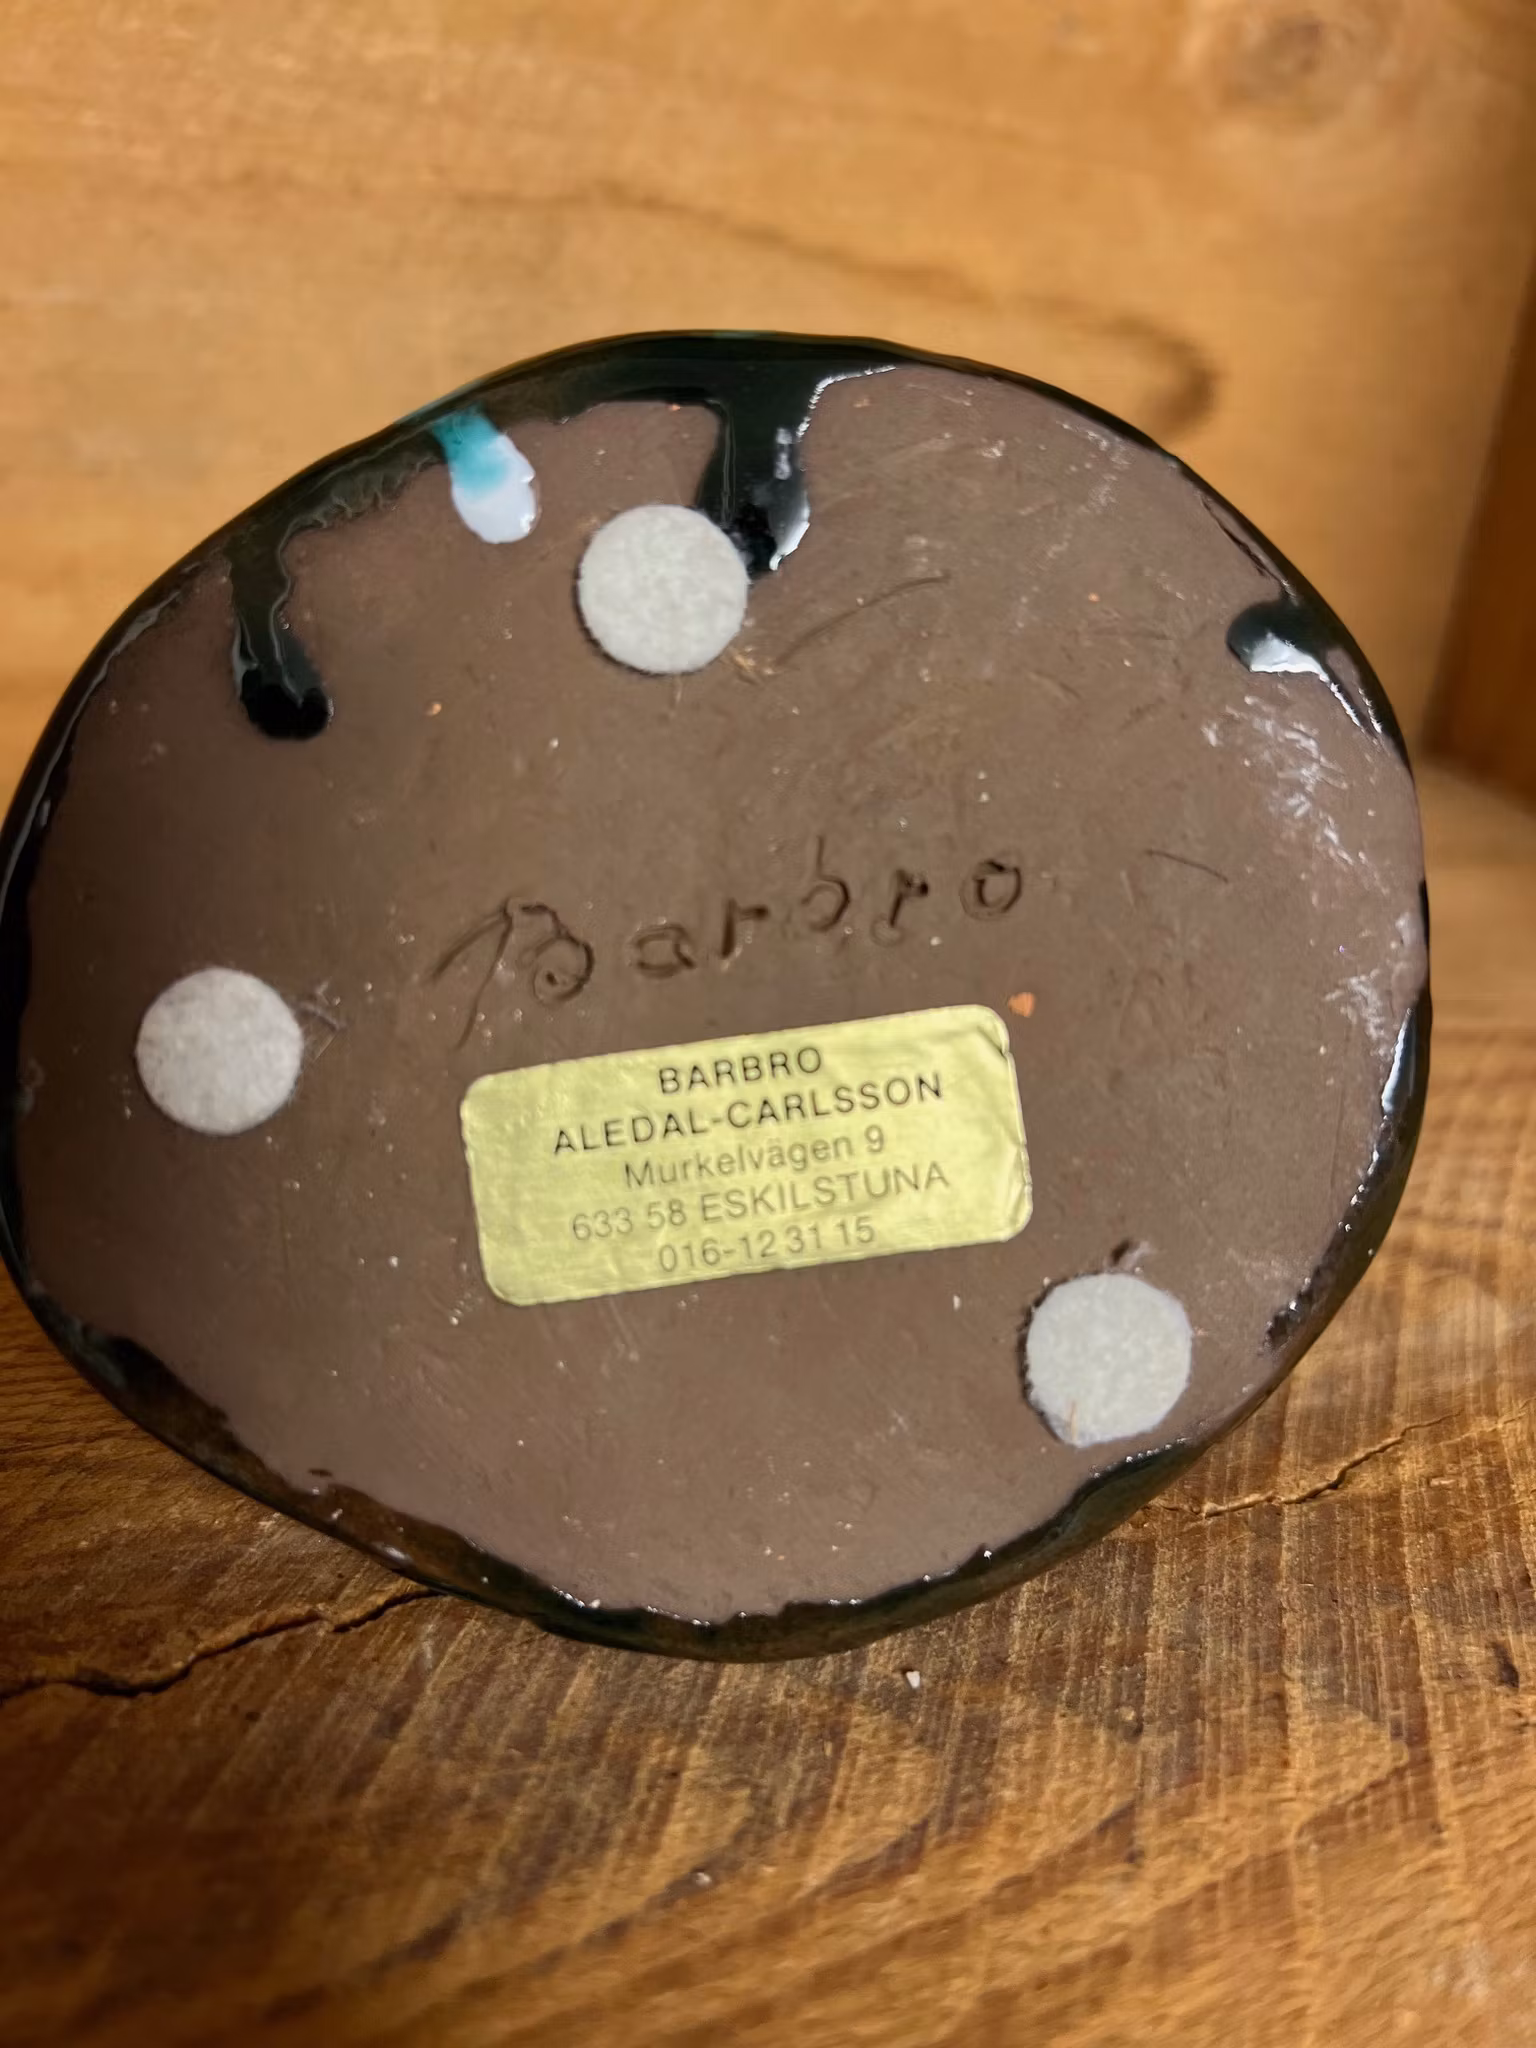 Barbro
BARBRO
ALEDAL-CARLSSON
Murkelvägen 9
633 58 ESKILSTUNA
016-12 31 15